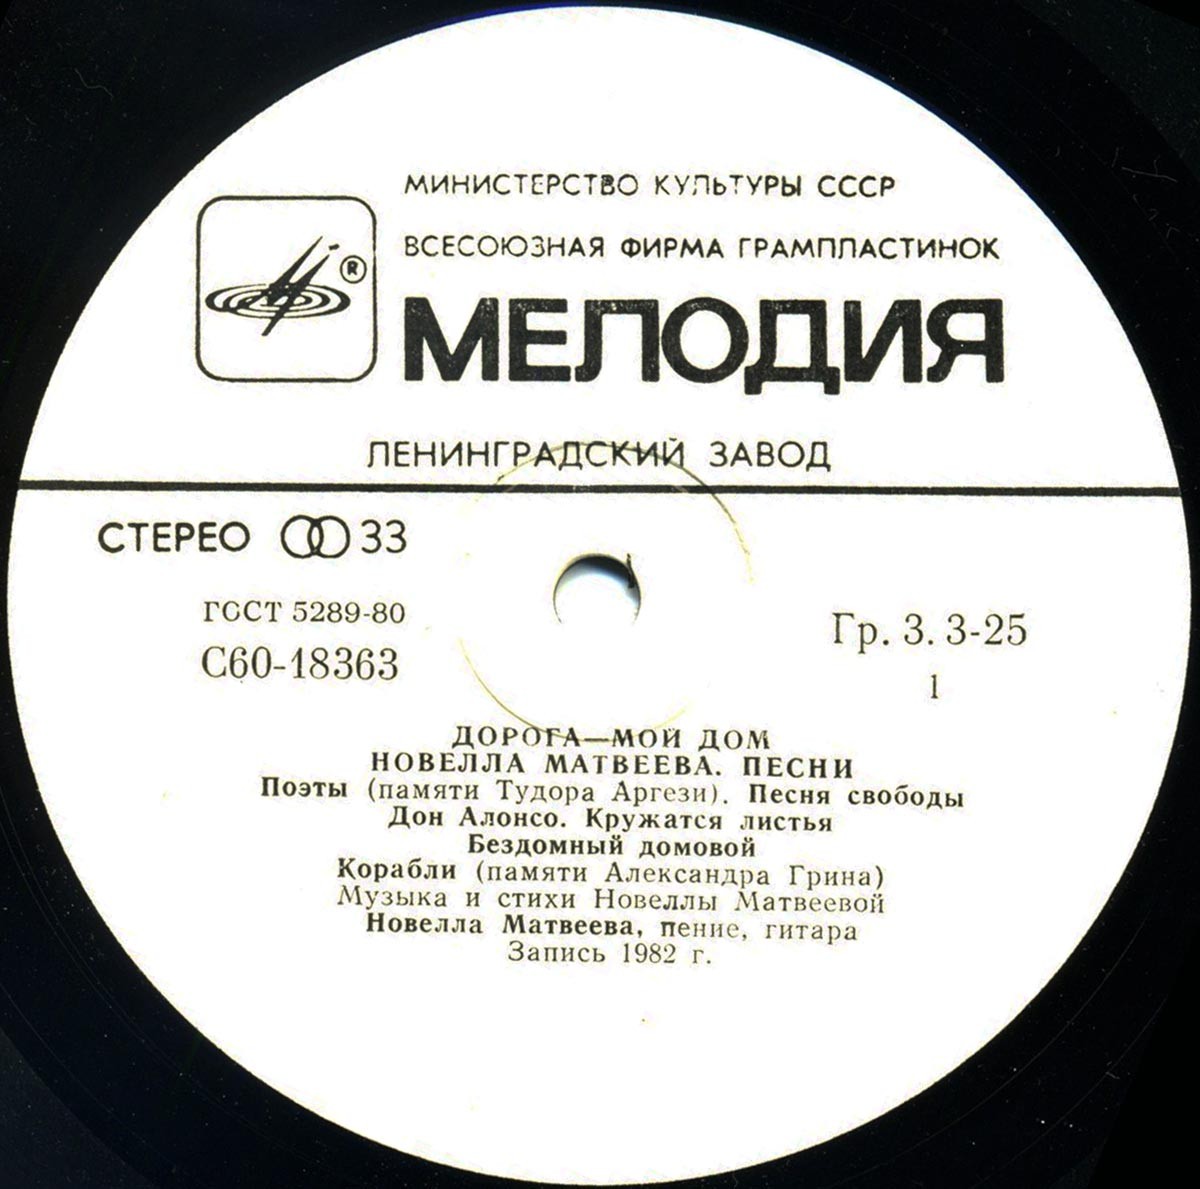 МИНИСТЕРСТВО КУЛЬТУРЫ СССР
ВСЕСОЮЗНАЯ ФИРМА ГРАМПЛАСТИНОК
®
МЕЛОДИЯ
ЛЕНИНГРАДСКИЙ ЗАВОД
СТЕРЕО 33
ГОСТ 5289-80
С60-18363
Гр. 3. 3-25
1
ДОРОГА—МОЙ ДОМ
НОВЕЛЛА МАТВЕЕВА. ПЕСНИ
Поэты (памяти Тудора Аргези). Песня свободы
Дон Алонсо. Кружатся листья
Бездомный домовой
Корабли (памяти Александра Грина)
Музыка и стихи Новеллы Матвеевой
Новелла Матвеева, пение, гитара
Запись 1982 г.